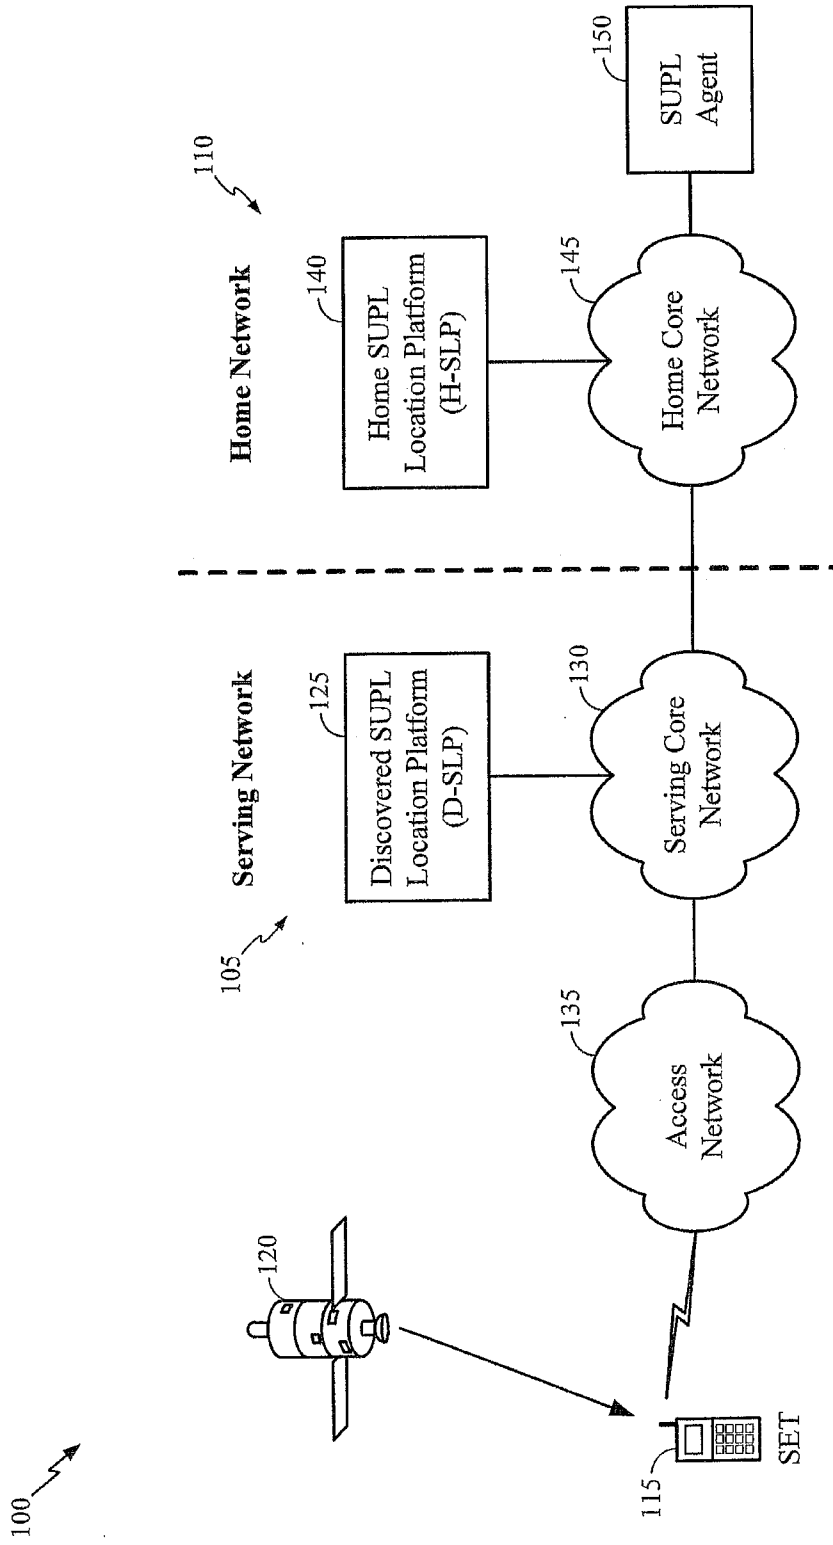 100
Serving Network
Home Network
105
110
120
125
Discovered SUPL
Location Platform
(D-SLP)
140
Home SUPL
Location Platform
(H-SLP)
135
Access
Network
130
Serving Core
Network
145
Home Core
Network
150
SUPL
Agent
115
SET